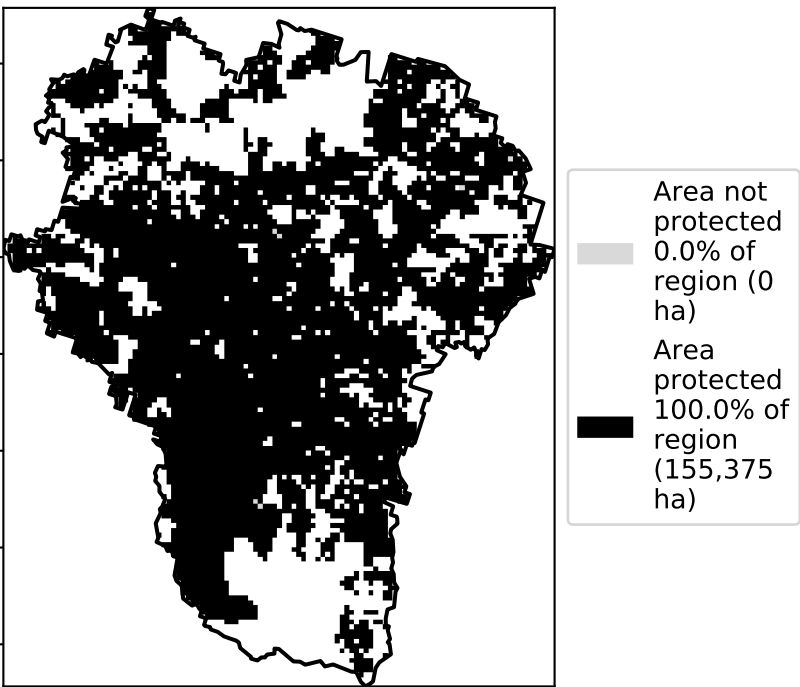 Area not
protected
0.0% of
region (0
ha)
Area
protected
100.0% of
region
(155,375
ha)